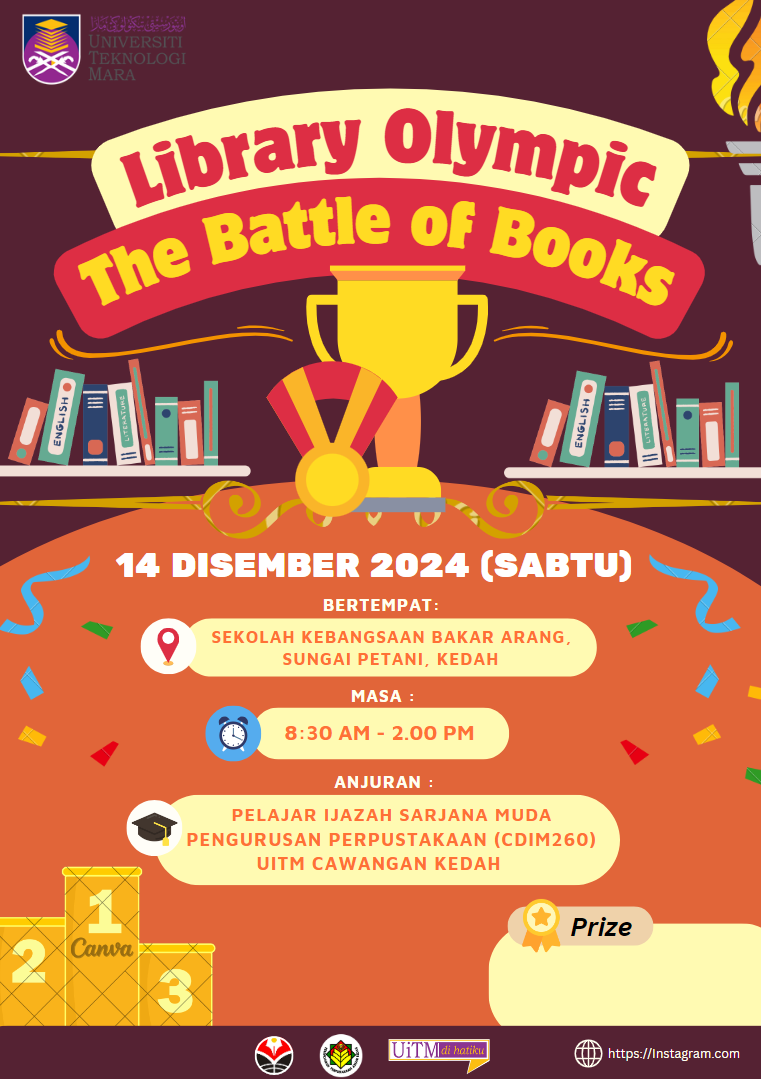 UNIVERSITI
TEKNOLOGI
MARA
Library Olympic
The Battle of Books
ENGLISH
LITERATURE
ENGLISH
LITERATURE
14 DISEMBER 2024 (SABTU)
BERTEMPAT:
SEKOLAH KEBANGSAAN BAKAR ARANG,
SUNGAI PETANI, KEDAH
MASA :
8:30 AM - 2.00 PM
ANJURAN :
PELAJAR IJAZAH SARJANA MUDA
PENGURUSAN PERPUSTAKAAN (CDIM260)
UITM CAWANGAN KEDAH
1
Canva
2
3
Prize
UiTM di hatiku
https://Instagram.com